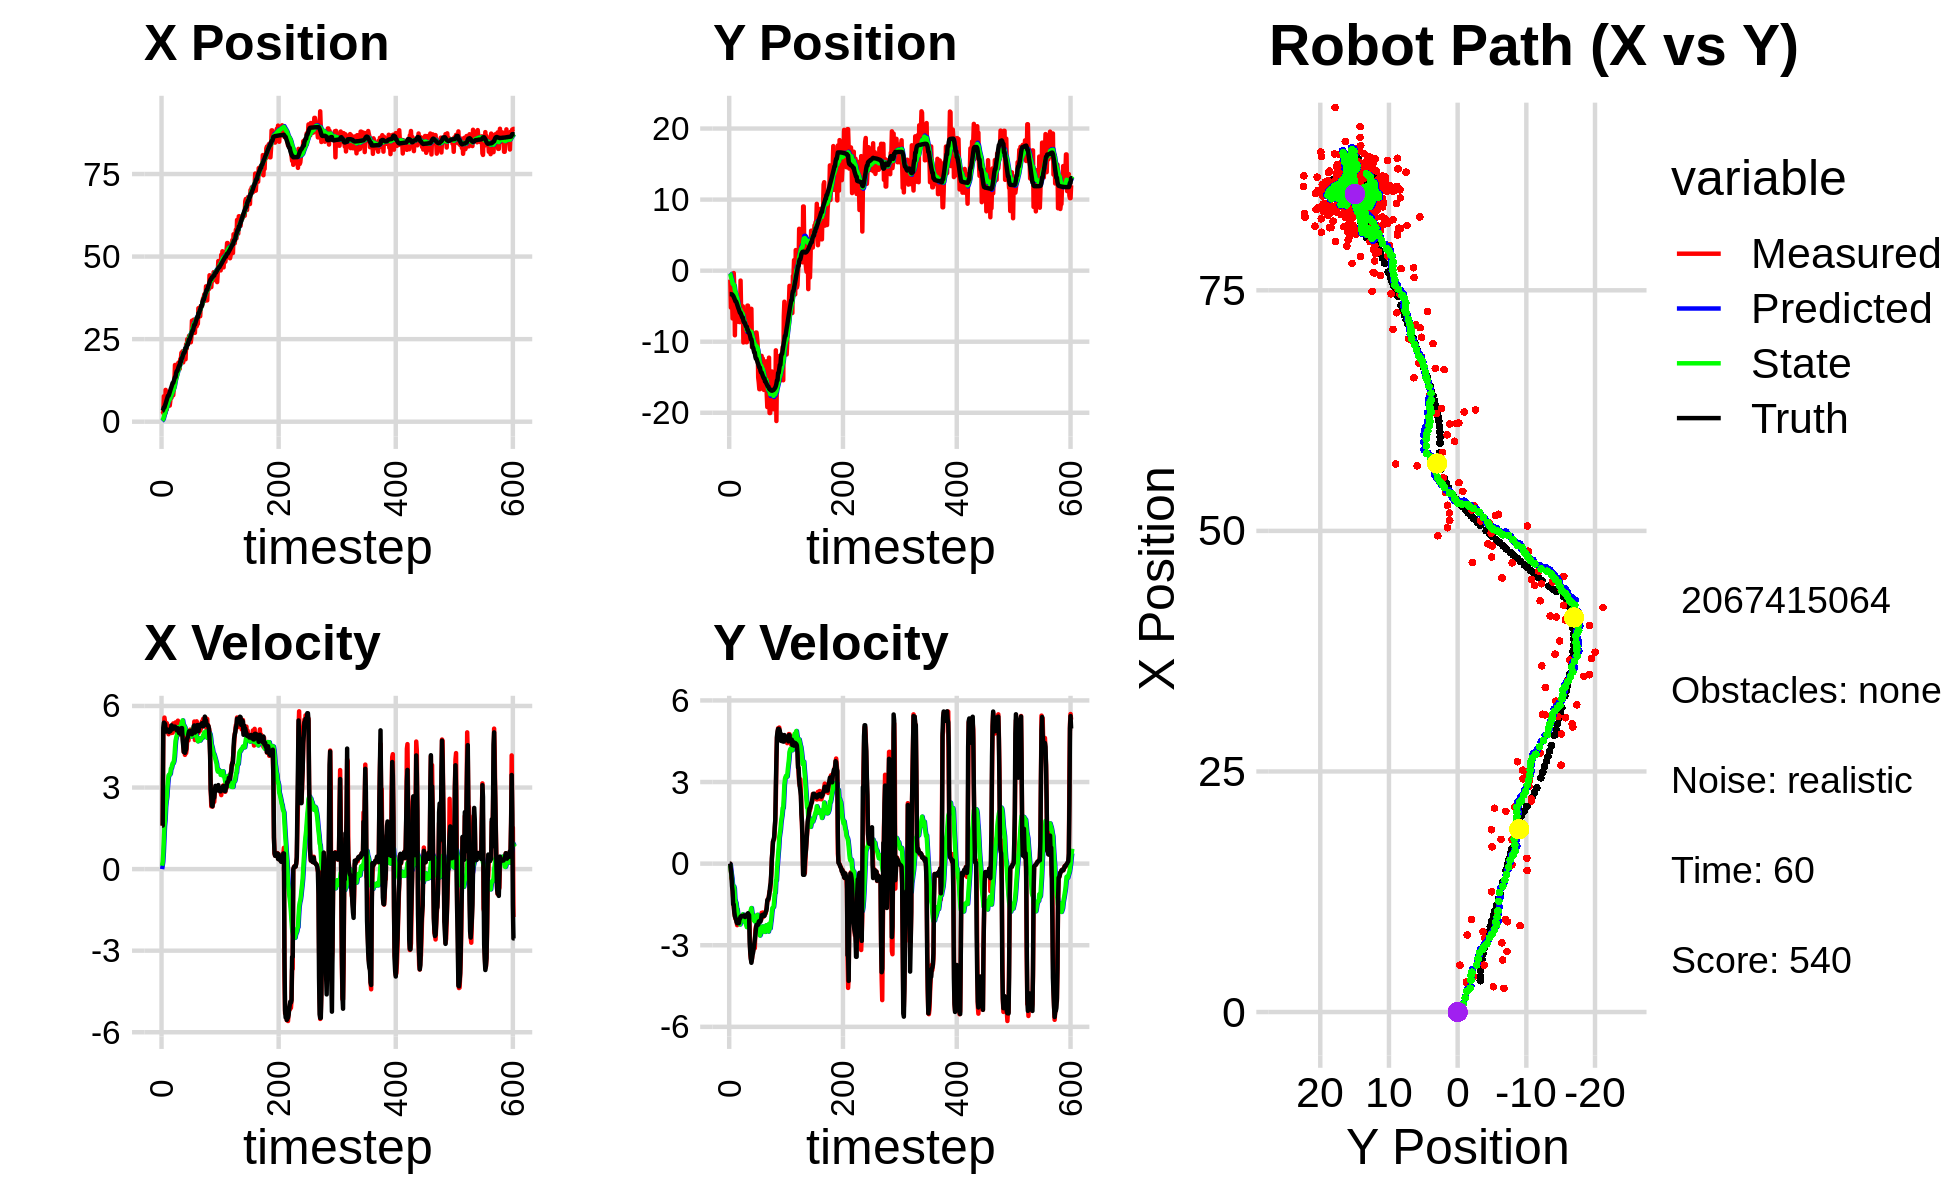 X Position
75
50
25
0
0
200
400
600
timestep
Y Position
20
10
0
-10
-20
0
200
400
600
timestep
X Velocity
6
3
0
-3
-6
0
200
400
600
timestep
Y Velocity
6
3
0
-3
-6
0
200
400
600
timestep
Robot Path (X vs Y)
X Position
75
50
25
0
20 10 0 -10 -20
Y Position
variable
Measured
Predicted
State
Truth
2067415064
Obstacles: none
Noise: realistic
Time: 60
Score: 540